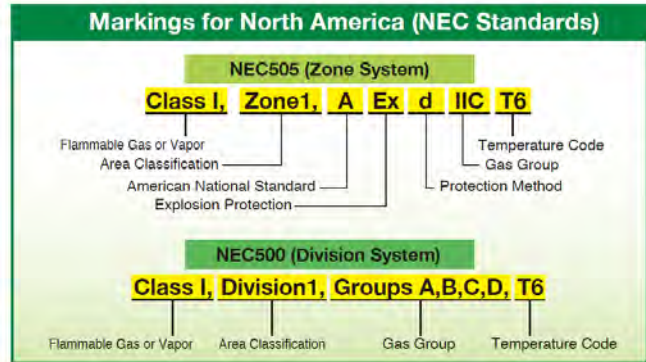 Markings for North America (NEC Standards)
NEC505 (Zone System)
Class I, Zone1, A Ex d IIC T6
Flammable Gas or Vapor Temperature Code
Area Classification Gas Group
American National Standard Protection Method
Explosion Protection
NEC500 (Division System)
Class I, Division1, Groups A,B,C,D, T6
Flammable Gas or Vapor Area Classification Gas Group Temperature Code